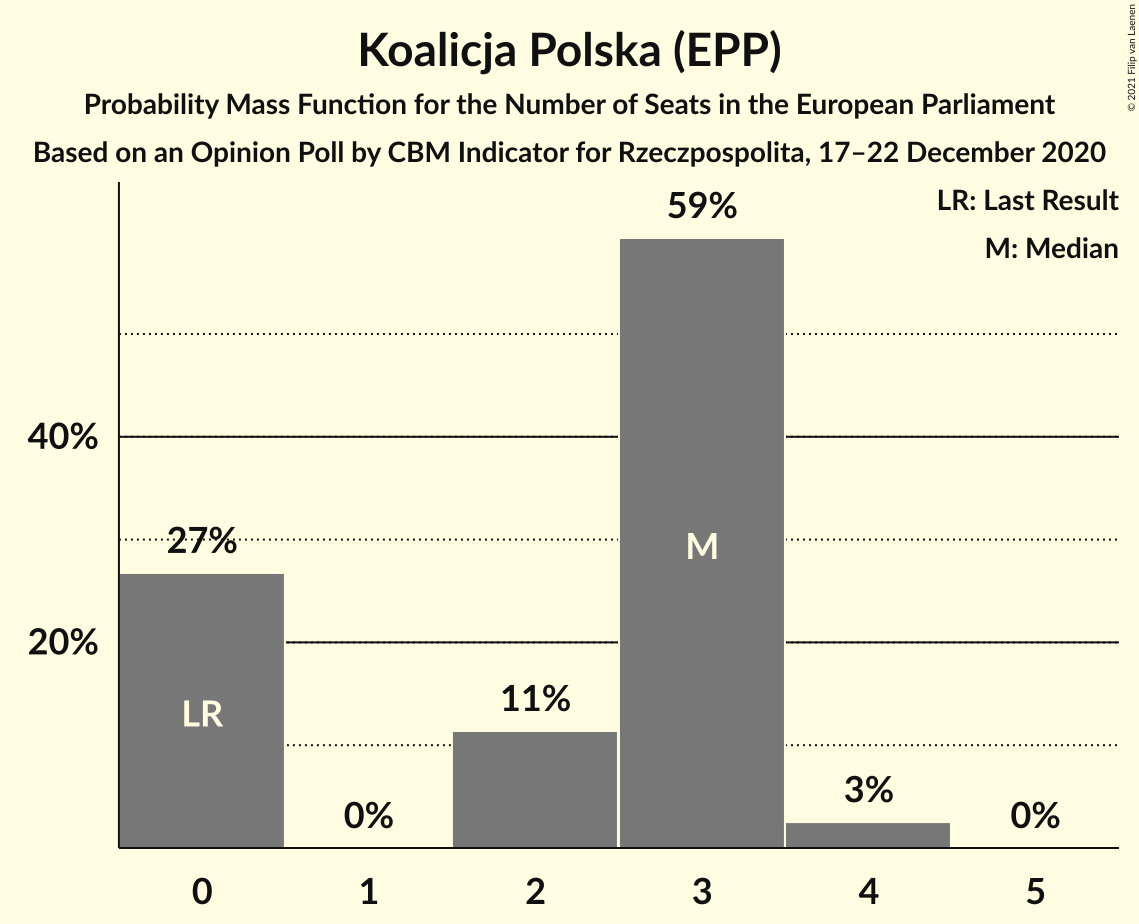 Koalicja Polska (EPP)
Probability Mass Function for the Number of Seats in the European Parliament
Based on an Opinion Poll by CBM Indicator for Rzeczpospolita, 17–22 December 2020
© 2021 Filip van Laenen
LR: Last Result
M: Median
59%
40%
27%
M
20%
LR
11%
3%
0%
0%
0 1 2 3 4 5